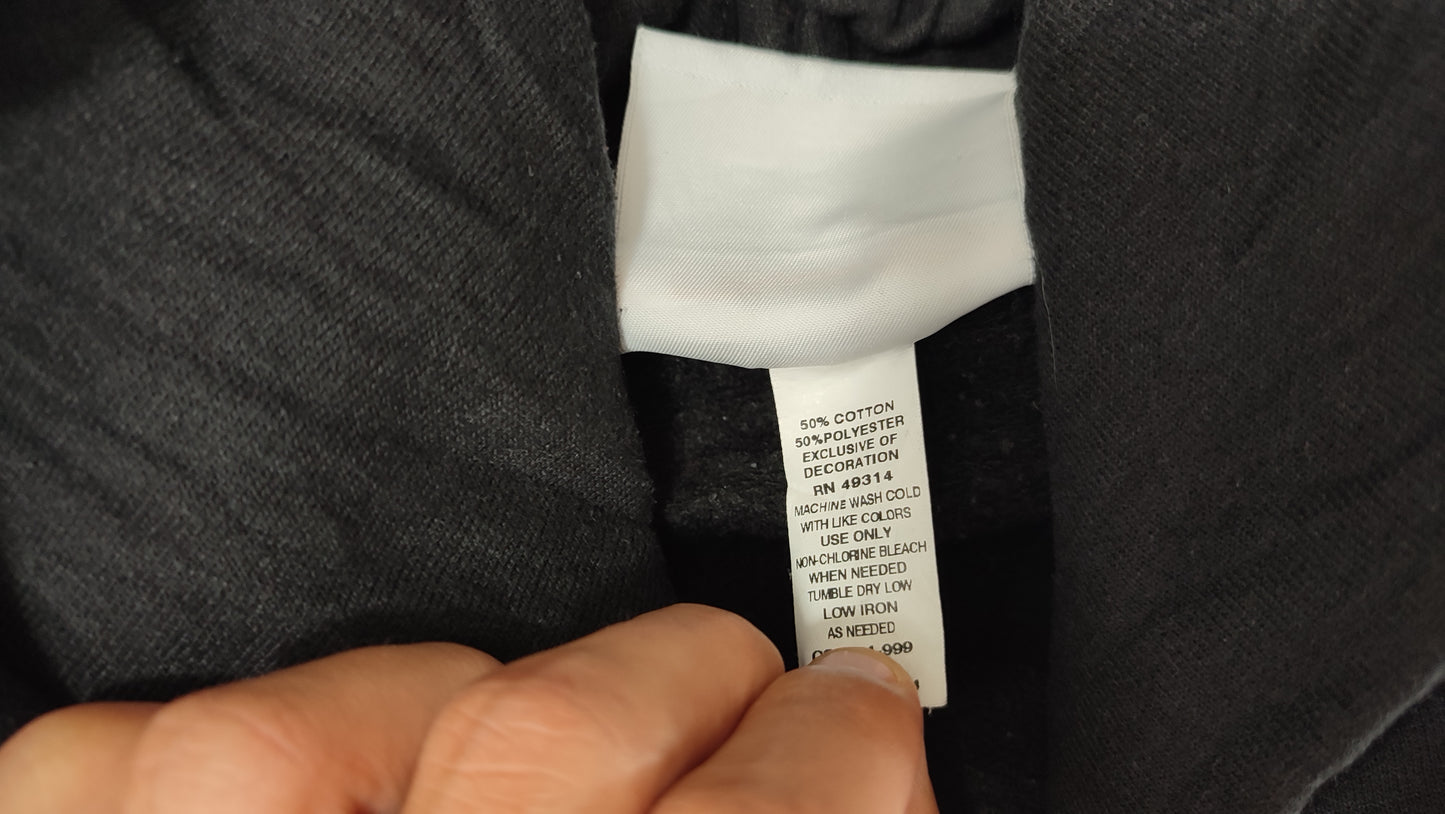 50% COTTON
50%POLYESTER
EXCLUSIVE OF
DECORATION
RN 49314
MACHINE WASH COLD
WITH LIKE COLORS
USE ONLY
NON-CHLORINE BLEACH
WHEN NEEDED
TUMBLE DRY LOW
LOW IRON
AS NEEDED
999